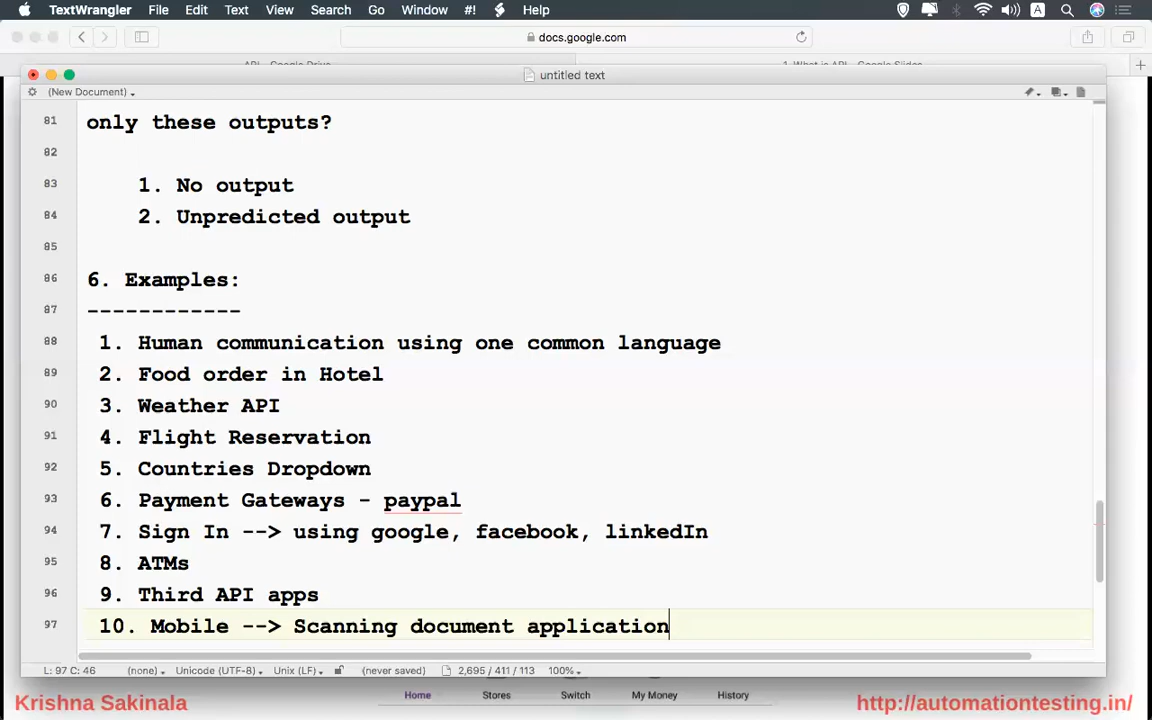 TextWrangler File Edit Text View Search Go Window #! Help
docs.google.com
untitled text
(New Document)
81 only these outputs?
82
83 1. No output
84 2. Unpredicted output
85
86 6. Examples:
87 ------------
88 1. Human communication using one common language
89 2. Food order in Hotel
90 3. Weather API
91 4. Flight Reservation
92 5. Countries Dropdown
93 6. Payment Gateways - paypal
94 7. Sign In --> using google, facebook, linkedIn
95 8. ATMs
96 9. Third API apps
97 10. Mobile --> Scanning document application
L: 97 C: 46 (none) Unicode (UTF-8) Unix (LF) (never saved) 2,695 / 411 / 113 100%
Home Stores Switch My Money History
Krishna Sakinala http://automationtesting.in/